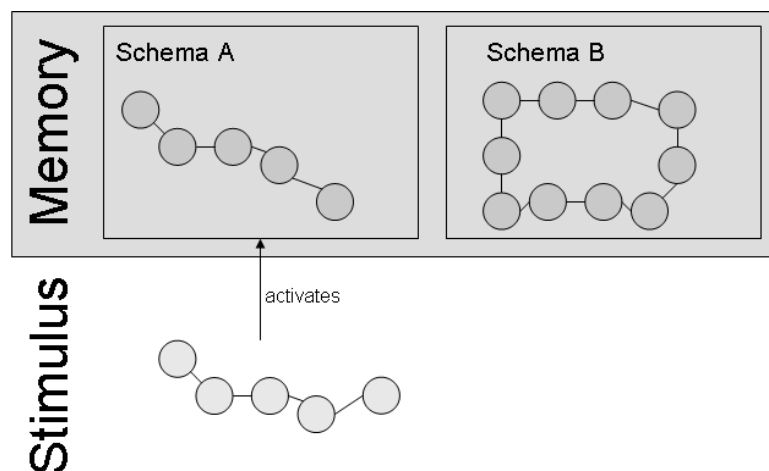 Memory
Schema A
Schema B
activates
Stimulus